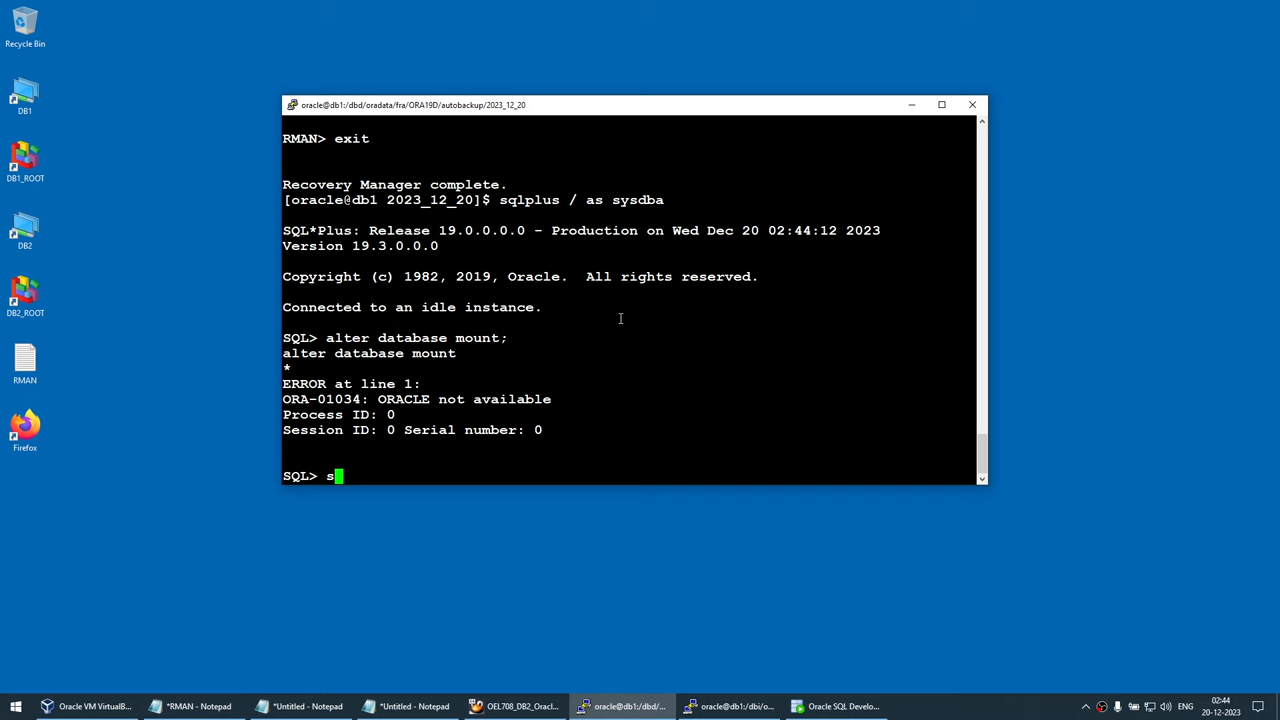 Recycle Bin
DB1
DB1_ROOT
DB2
DB2_ROOT
RMAN
Firefox
oracle@db1:/dbd/oradata/fra/ORA19D/autobackup/2023_12_20
RMAN> exit
Recovery Manager complete.
[oracle@db1 2023_12_20]$ sqlplus / as sysdba
SQL*Plus: Release 19.0.0.0.0 - Production on Wed Dec 20 02:44:12 2023
Version 19.3.0.0.0
Copyright (c) 1982, 2019, Oracle.  All rights reserved.
Connected to an idle instance.
SQL> alter database mount;
alter database mount
*
ERROR at line 1:
ORA-01034: ORACLE not available
Process ID: 0
Session ID: 0 Serial number: 0
SQL> s
Oracle VM VirtualB...
*RMAN - Notepad
*Untitled - Notepad
*Untitled - Notepad
OEL708_DB2_Oracl...
oracle@db1:/dbd/...
oracle@db1:/dbi/o...
Oracle SQL Develo...
ENG
02:44
20-12-2023